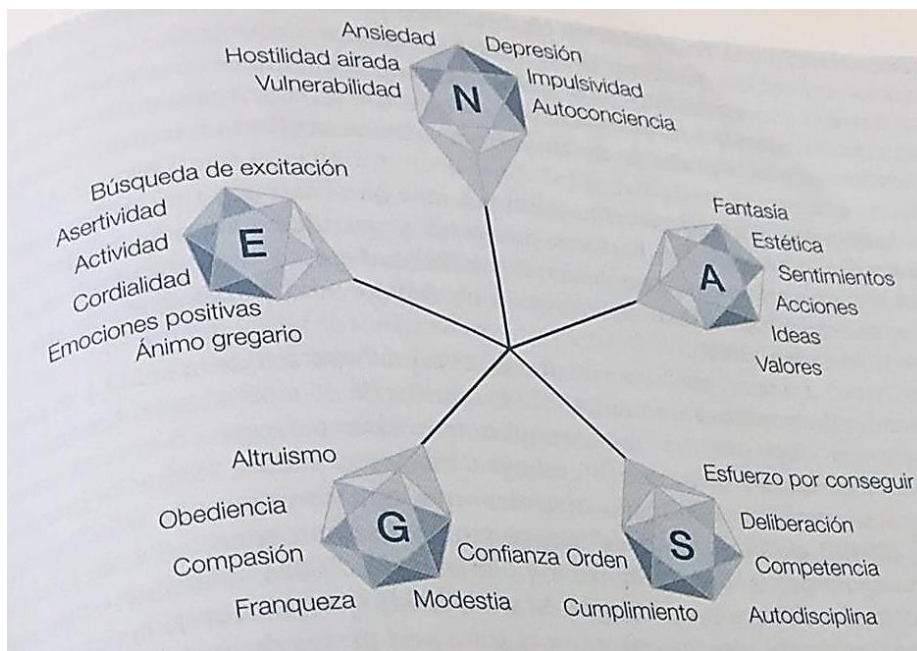 Ansiedad
Depresión
Hostilidad airada
Impulsividad
Vulnerabilidad
Autoconciencia
N
Búsqueda de excitación
Asertividad
Actividad
Cordialidad
Emociones positivas
Ánimo gregario
E
Fantasía
Estética
Sentimientos
Acciones
Ideas
Valores
A
Altruismo
Obediencia
Compasión
Franqueza
Modestia
Confianza
G
Orden
Esfuerzo por conseguir
Deliberación
Competencia
Autodisciplina
Cumplimiento
S